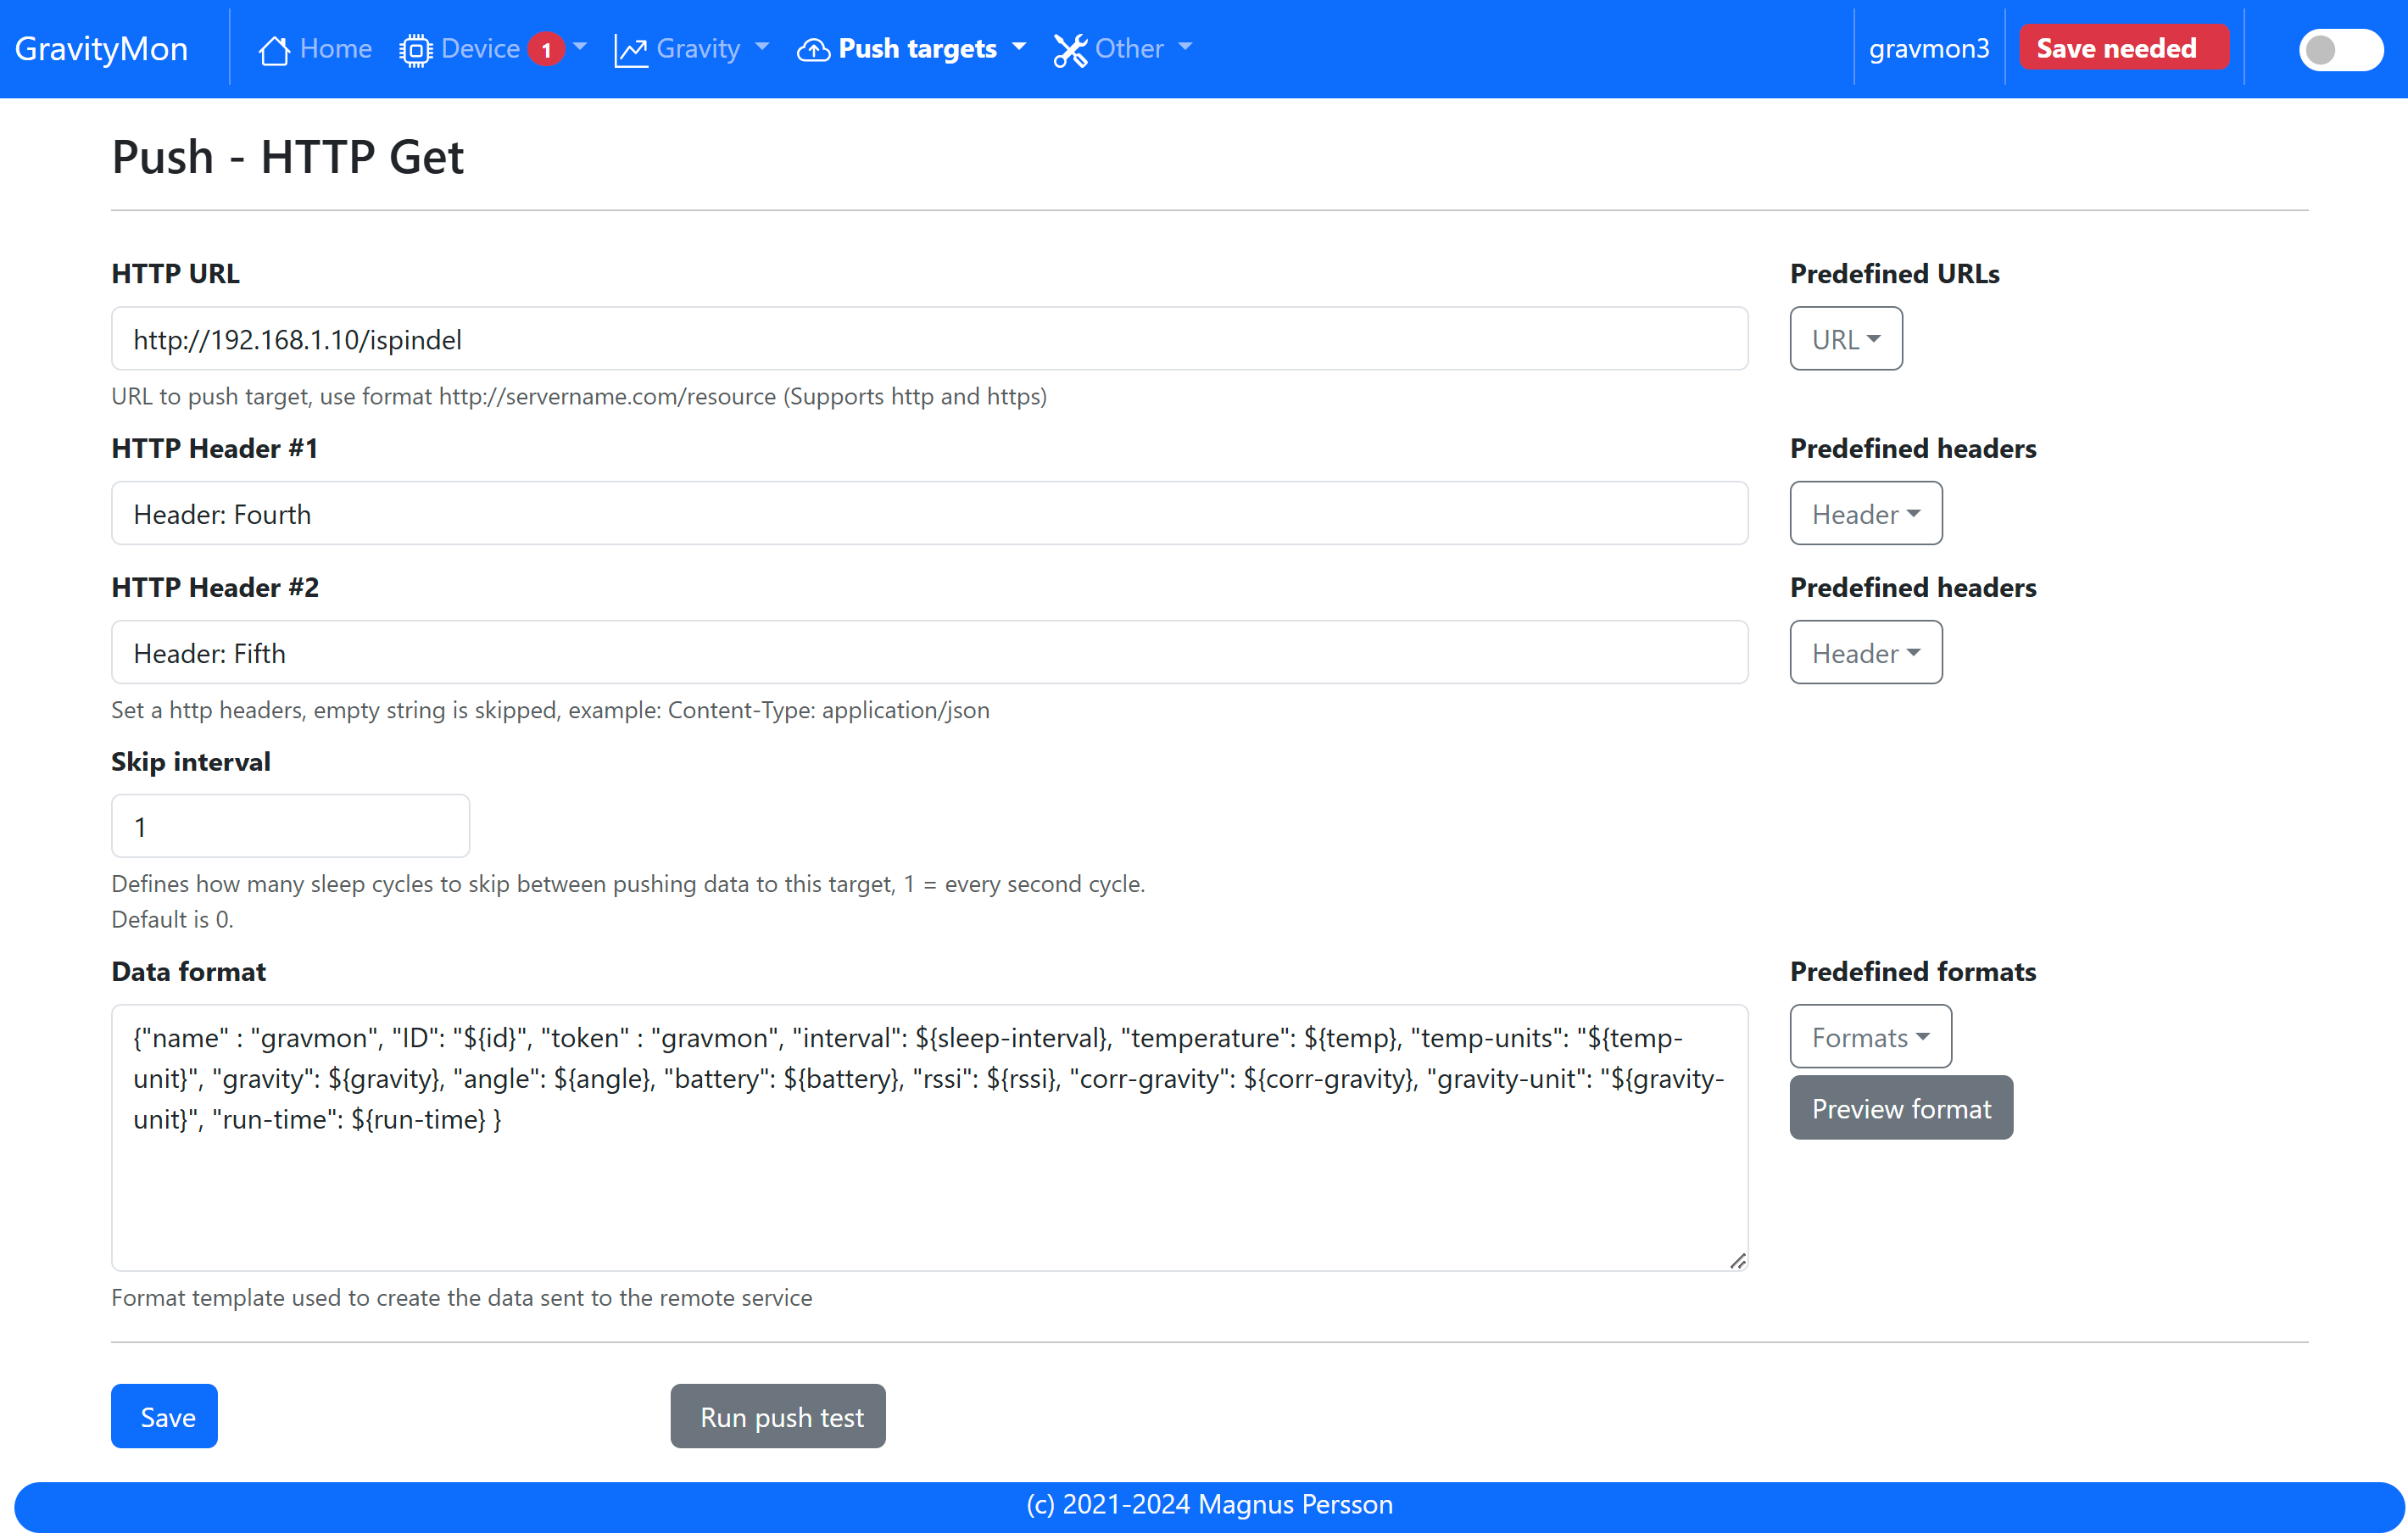 GravityMon Home Device 1 Gravity Push targets Other gravmon3 Save needed
Push - HTTP Get
HTTP URL Predefined URLs
http://192.168.1.10/ispindel URL
URL to push target, use format http://servername.com/resource (Supports http and https)
HTTP Header #1 Predefined headers
Header: Fourth Header
HTTP Header #2 Predefined headers
Header: Fifth Header
Set a http headers, empty string is skipped, example: Content-Type: application/json
Skip interval
1
Defines how many sleep cycles to skip between pushing data to this target, 1 = every second cycle.
Default is 0.
Data format Predefined formats
{"name" : "gravmon", "ID": "${id}", "token" : "gravmon", "interval": ${sleep-interval}, "temperature": ${temp}, "temp-units": "${temp-
unit}", "gravity": ${gravity}, "angle": ${angle}, "battery": ${battery}, "rssi": ${rssi}, "corr-gravity": ${corr-gravity}, "gravity-unit": "${gravity-
unit}", "run-time": ${run-time} }
Formats
Preview format
Format template used to create the data sent to the remote service
Save Run push test
(c) 2021-2024 Magnus Persson